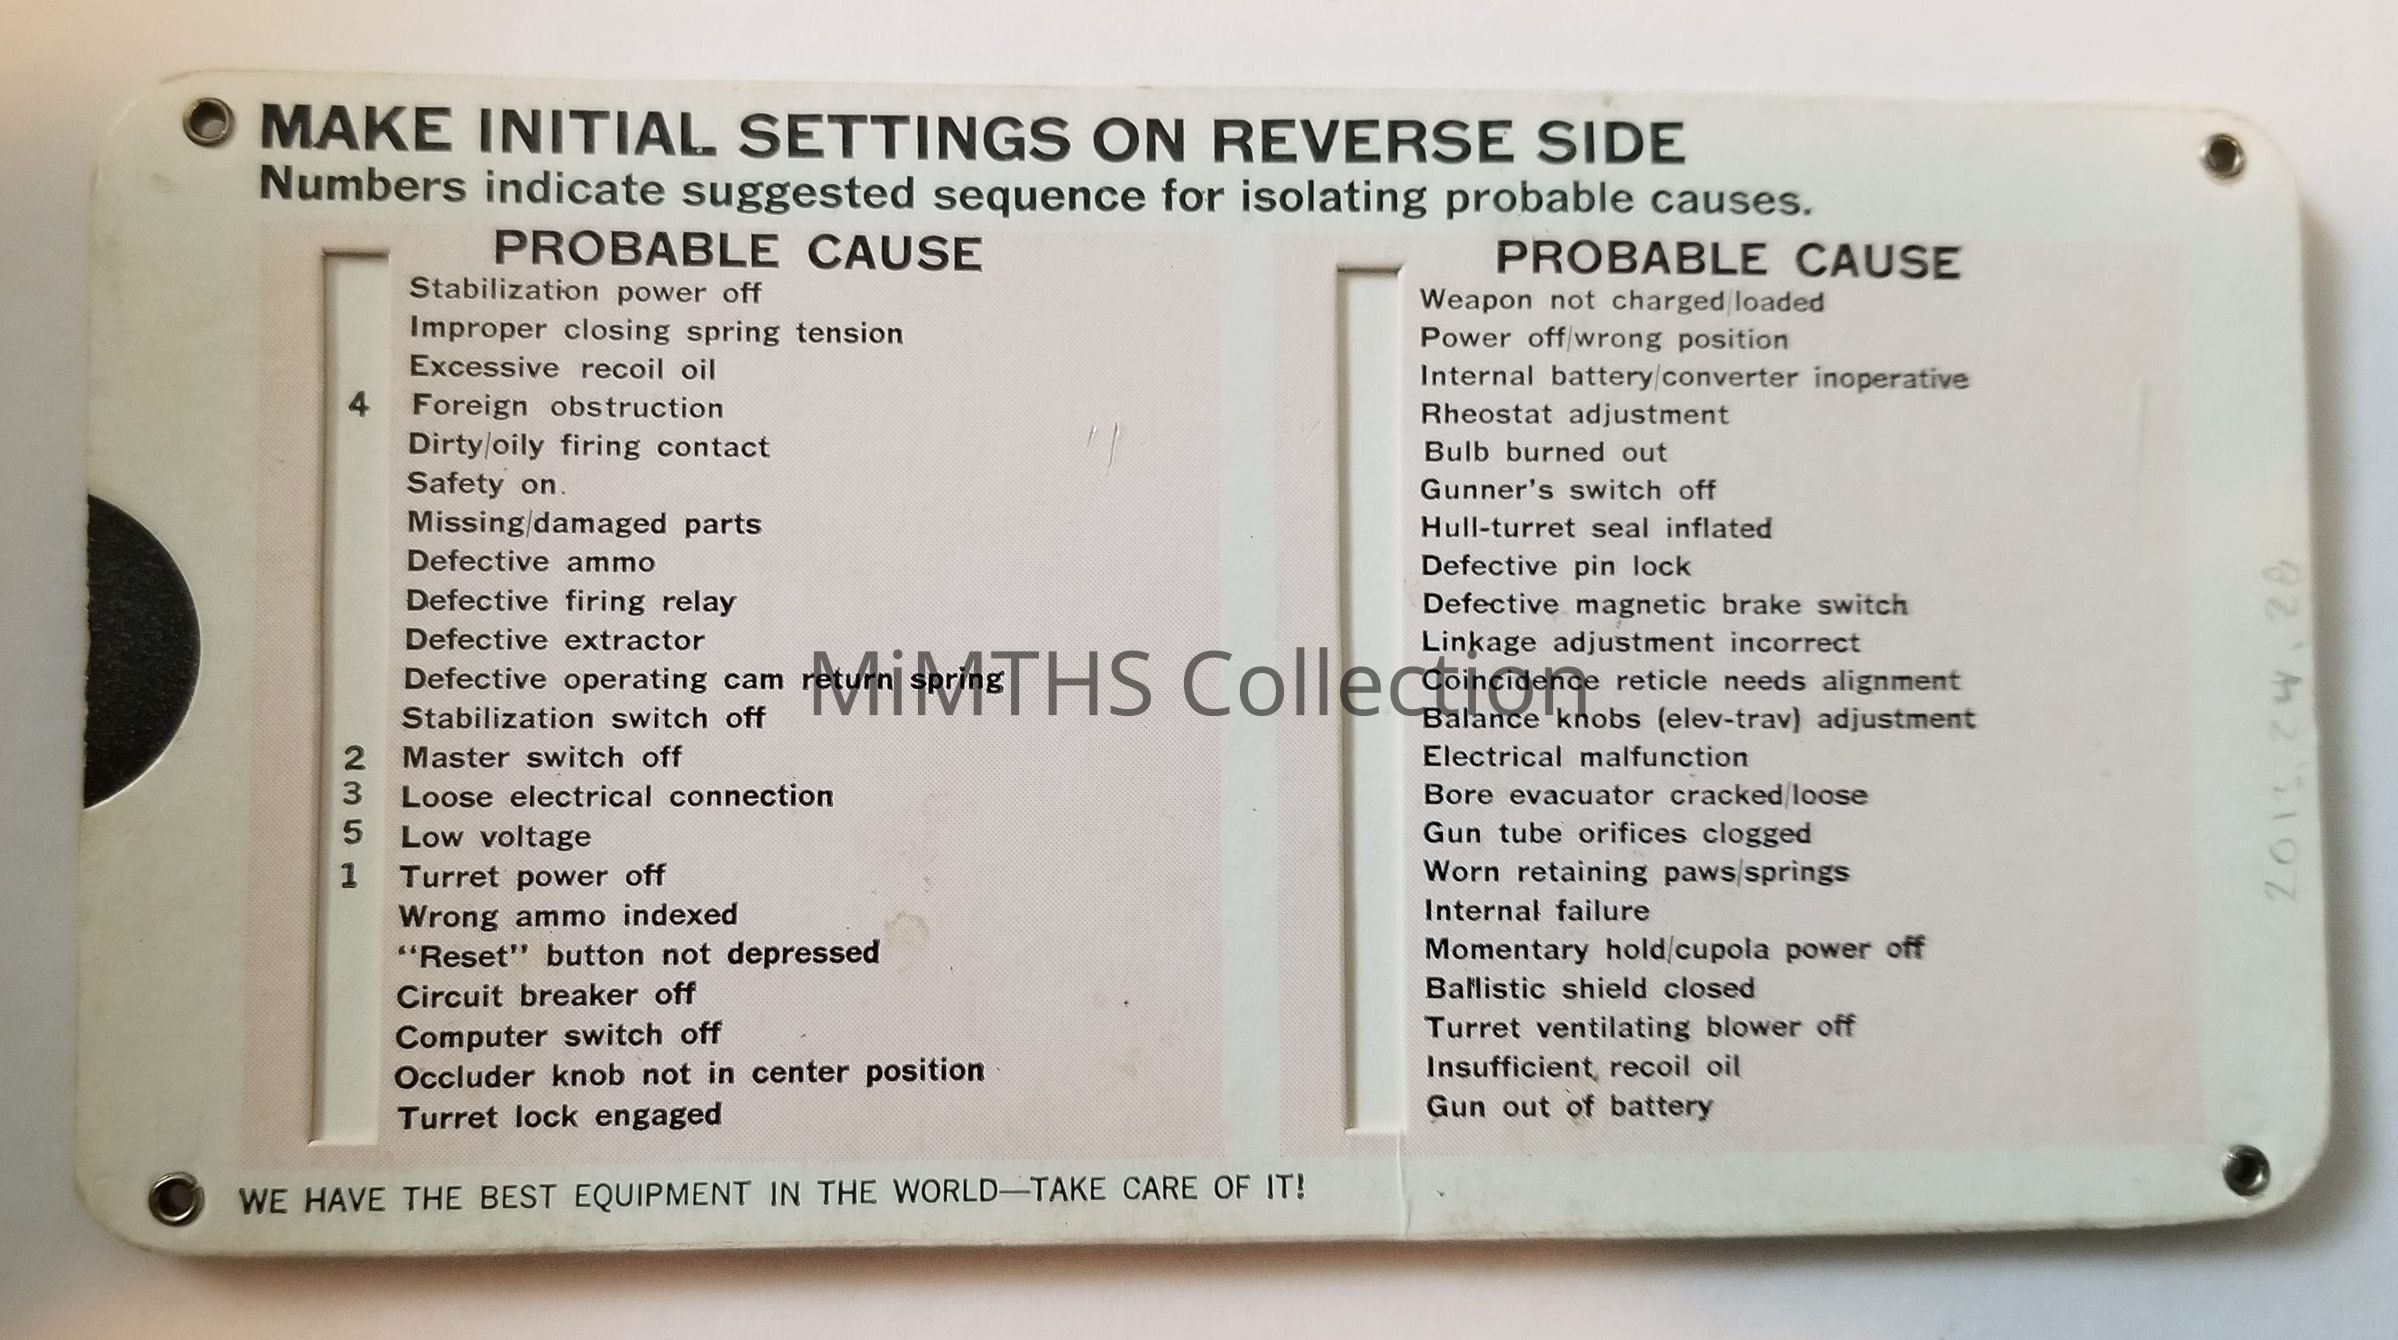 MAKE INITIAL SETTINGS ON REVERSE SIDE
Numbers indicate suggested sequence for isolating probable causes.
PROBABLE CAUSE
Stabilization power off
Improper closing spring tension
Excessive recoil oil
4 Foreign obstruction
Dirty/oily firing contact
Safety on.
Missing/damaged parts
Defective ammo
Defective firing relay
Defective extractor
Defective operating cam return spring
Stabilization switch off
2 Master switch off
3 Loose electrical connection
5 Low voltage
1 Turret power off
Wrong ammo indexed
“Reset” button not depressed
Circuit breaker off
Computer switch off
Occluder knob not in center position
Turret lock engaged
PROBABLE CAUSE
Weapon not charged/loaded
Power off/wrong position
Internal battery/converter inoperative
Rheostat adjustment
Bulb burned out
Gunner's switch off
Hull-turret seal inflated
Defective pin lock
Defective magnetic brake switch
Linkage adjustment incorrect
Coincidence reticle needs alignment
Balance knobs (elev-trav) adjustment
Electrical malfunction
Bore evacuator cracked/loose
Gun tube orifices clogged
Worn retaining paws/springs
Internal failure
Momentary hold/cupola power off
Ballistic shield closed
Turret ventilating blower off
Insufficient recoil oil
Gun out of battery
WE HAVE THE BEST EQUIPMENT IN THE WORLD—TAKE CARE OF IT!
MiMTHS Collection
2013.24.28